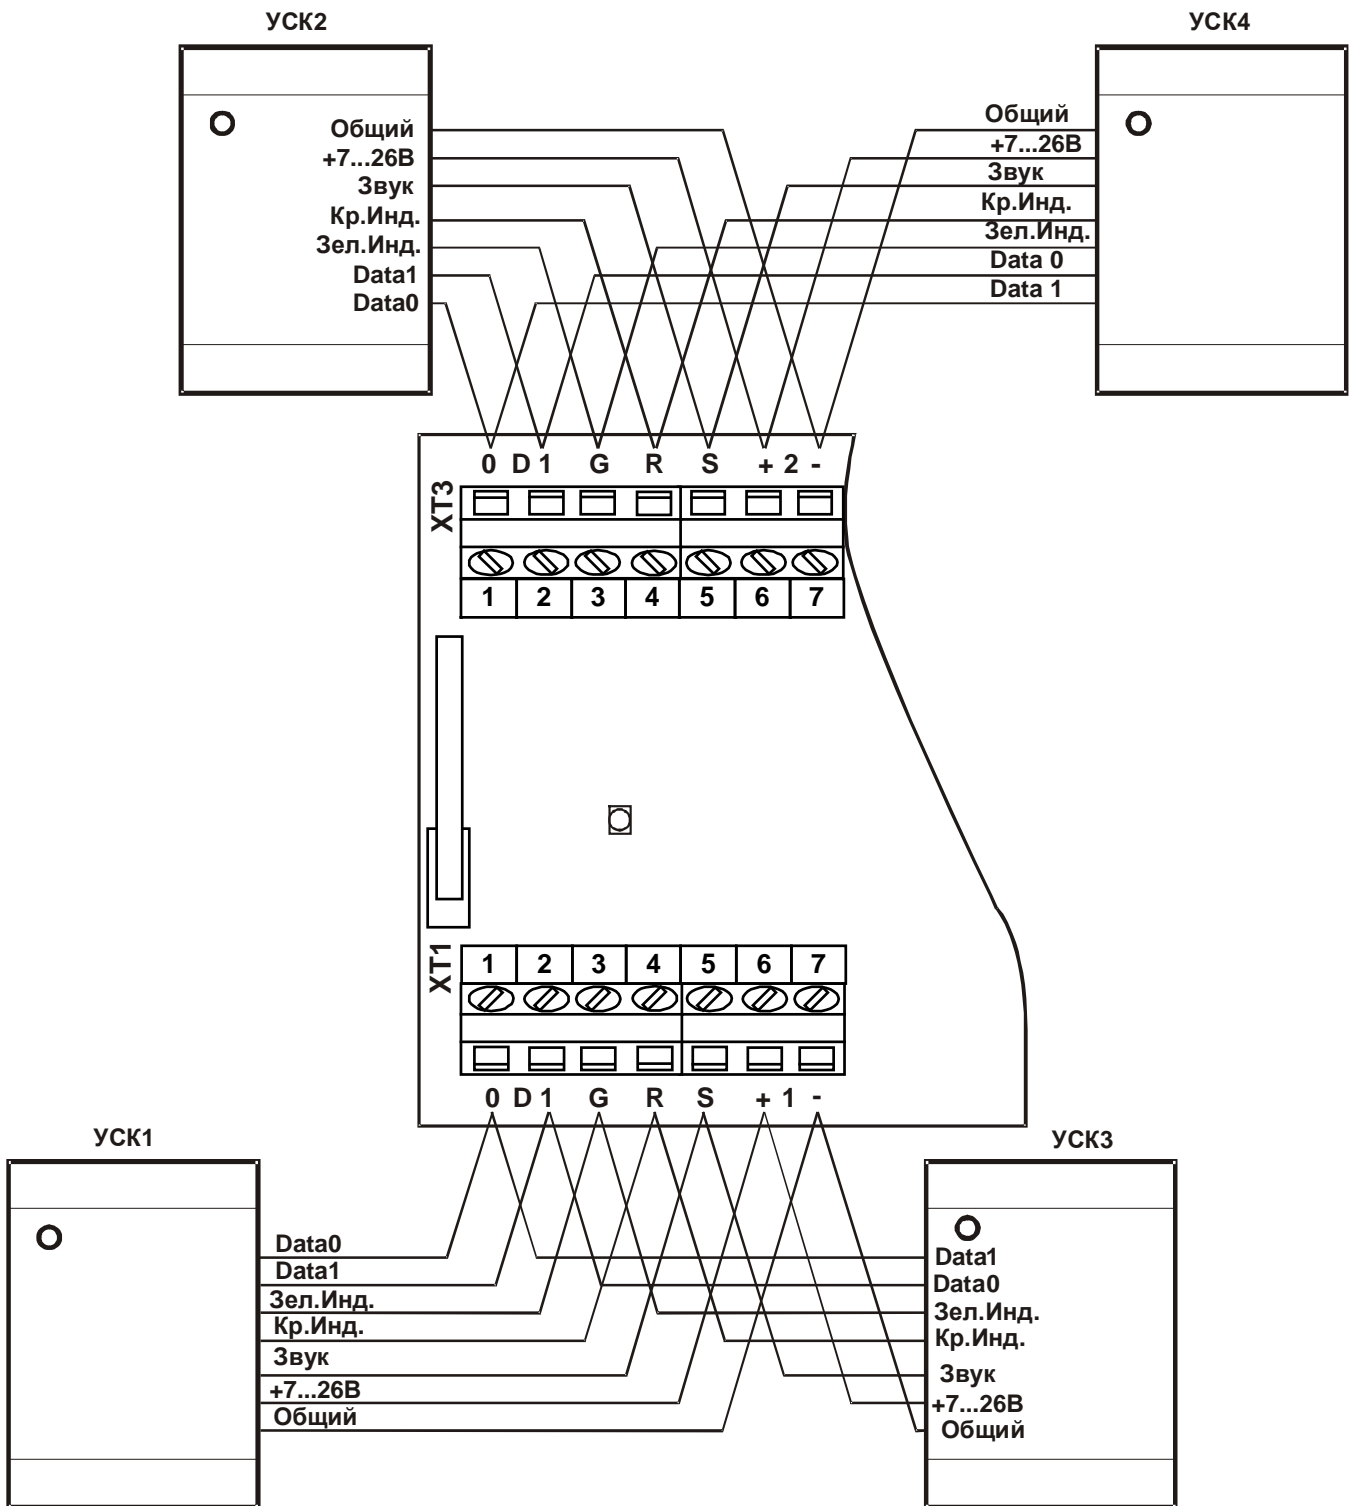 УСК2
УСК4
Общий
+7...26В
Звук
Кр.Инд.
Зел.Инд.
Data1
Data0
Общий
+7...26В
Звук
Кр.Инд.
Зел.Инд.
Data 0
Data 1
0 D 1 G R S + 2 -
XT3
1 2 3 4 5 6 7
XT1
1 2 3 4 5 6 7
0 D 1 G R S + 1 -
УСК1
УСК3
Data0
Data1
Зел.Инд.
Кр.Инд.
Звук
+7...26В
Общий
Data1
Data0
Зел.Инд.
Кр.Инд.
Звук
+7...26В
Общий